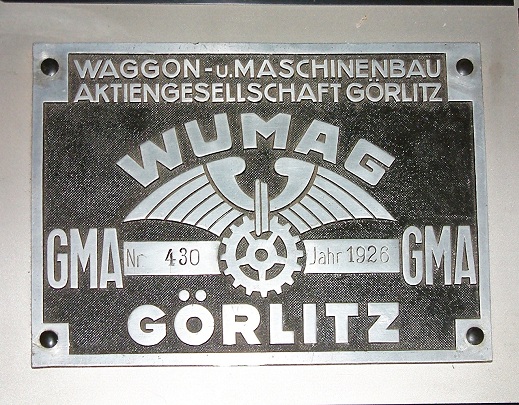 WAGGON-u.MASCHINENBAU
AKTIENGESELLSCHAFT GÖRLITZ
WUMAG
GMA Nr 430 Jahr 1926 GMA
GÖRLITZ